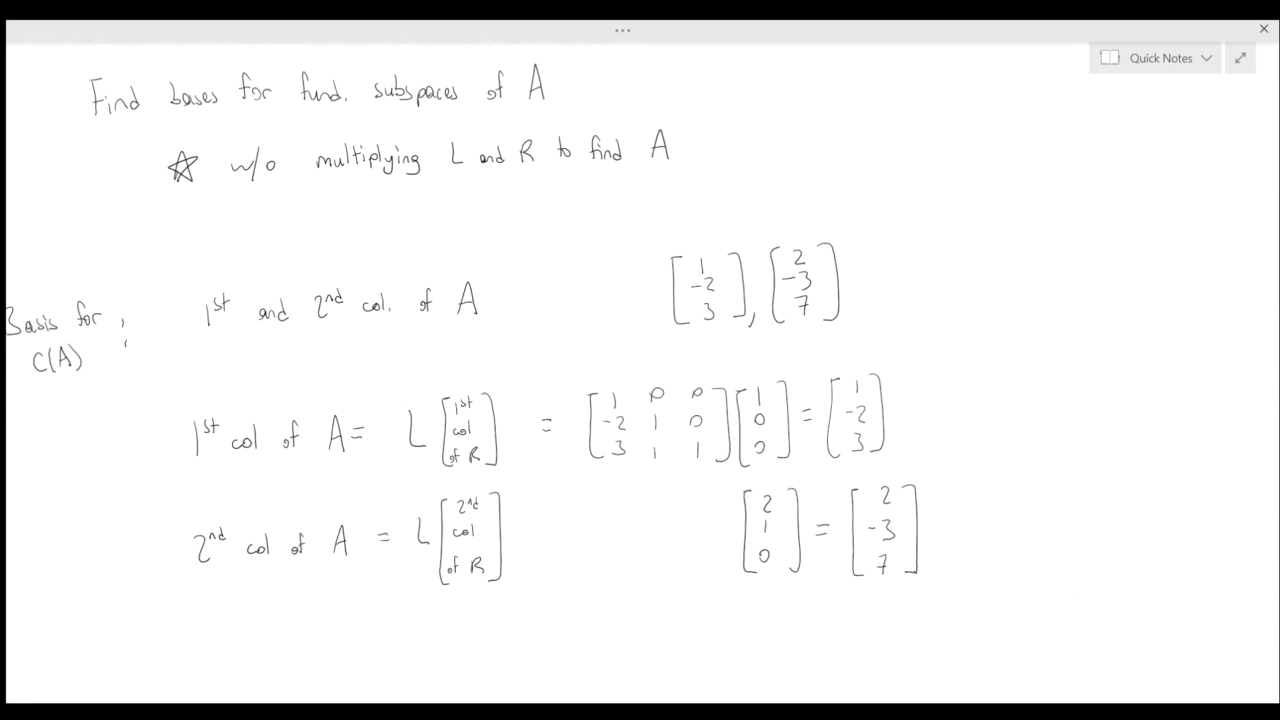 Quick Notes
Find bases for fund. subspaces of A
☆ w/o multiplying L and R to find A
Basis for C(A) : 1st and 2nd col. of A [1 -2 3], [2 -3 7]
1st col of A = L [1st col of R] = [1 0 0; -2 1 0; 3 1 1] [1 0 0] = [1 -2 3]
2nd col of A = L [2nd col of R] [2 1 0] = [2 -3 7]